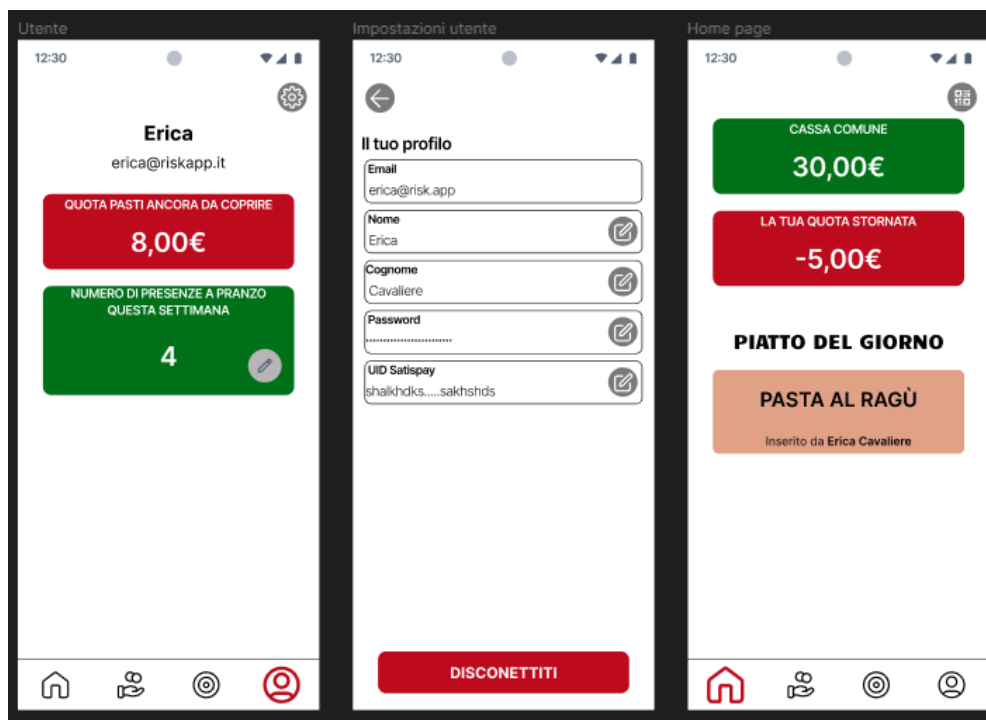 Utente
12:30
Erica
erica@riskapp.it
QUOTA PASTI ANCORA DA COPRIRE
8,00€
NUMERO DI PRESENZE A PRANZO
QUESTA SETTIMANA
4
Impostazioni utente
12:30
Il tuo profilo
Email
erica@risk.app
Nome
Erica
Cognome
Cavaliere
Password
UID Satispay
shalkhdks.....sakhshds
DISCONETTITI
Home page
12:30
CASSA COMUNE
30,00€
LA TUA QUOTA STORNATA
-5,00€
PIATTO DEL GIORNO
PASTA AL RAGÙ
Inserito da Erica Cavaliere